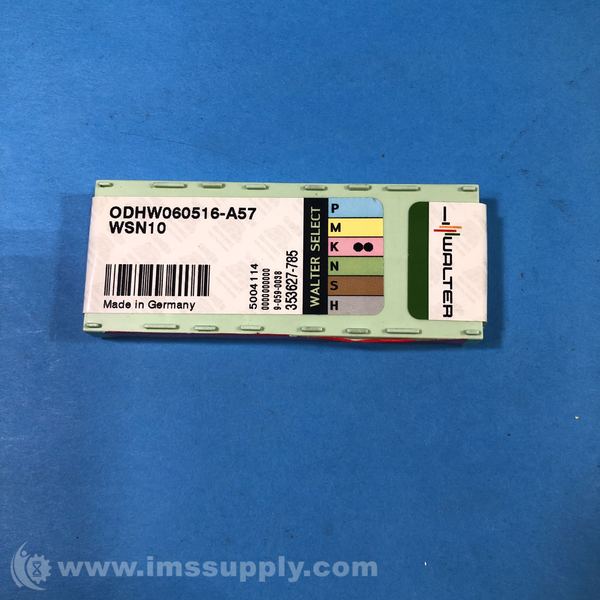 ODHW060516-A57
WSN10
Made in Germany
5004114
0000000000
9-059-0038
353627-785
WALTER SELECT
P
M
K
N
S
H
WALTER
www.imssupply.com